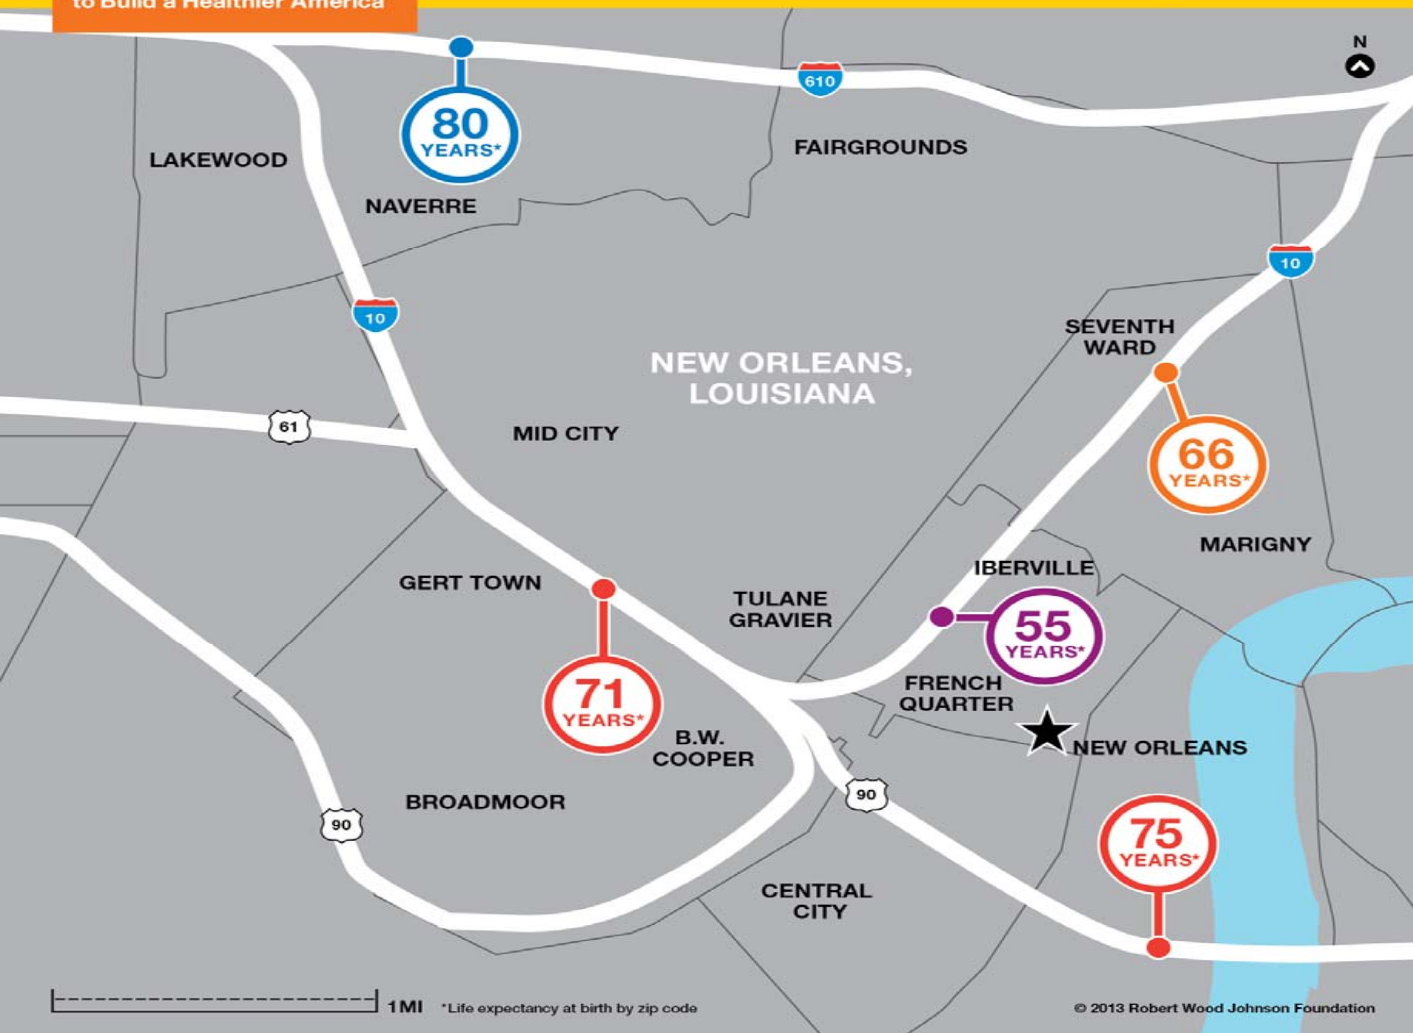 to Build a Healthier America
N
610
80
YEARS*
LAKEWOOD
FAIRGROUNDS
NAVERRE
10
10
SEVENTH
WARD
NEW ORLEANS,
LOUISIANA
61
MID CITY
66
YEARS*
MARIGNY
IBERVILLE
GERT TOWN
TULANE
GRAVIER
55
YEARS*
FRENCH
QUARTER
71
YEARS*
B.W.
COOPER
NEW ORLEANS
90
BROADMOOR
90
75
YEARS*
CENTRAL
CITY
1MI
*Life expectancy at birth by zip code
© 2013 Robert Wood Johnson Foundation